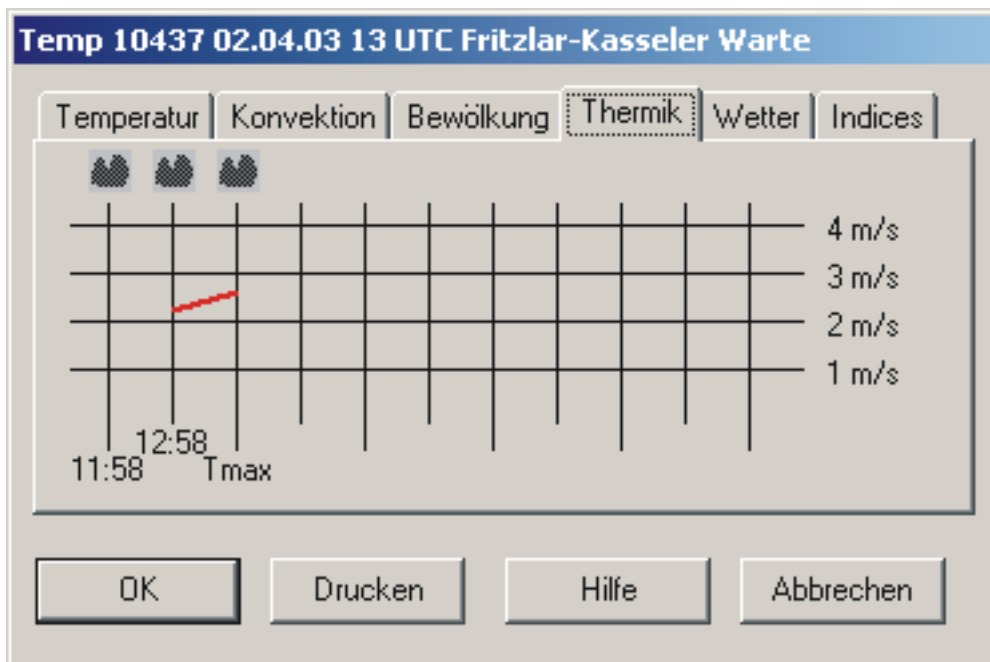 Temp 10437 02.04.03 13 UTC Fritzlar-Kasseler Warte
Temperatur Konvektion Bewölkung Thermik Wetter Indices
4 m/s
3 m/s
2 m/s
1 m/s
12:58
11:58 Tmax
OK Drucken Hilfe Abbrechen